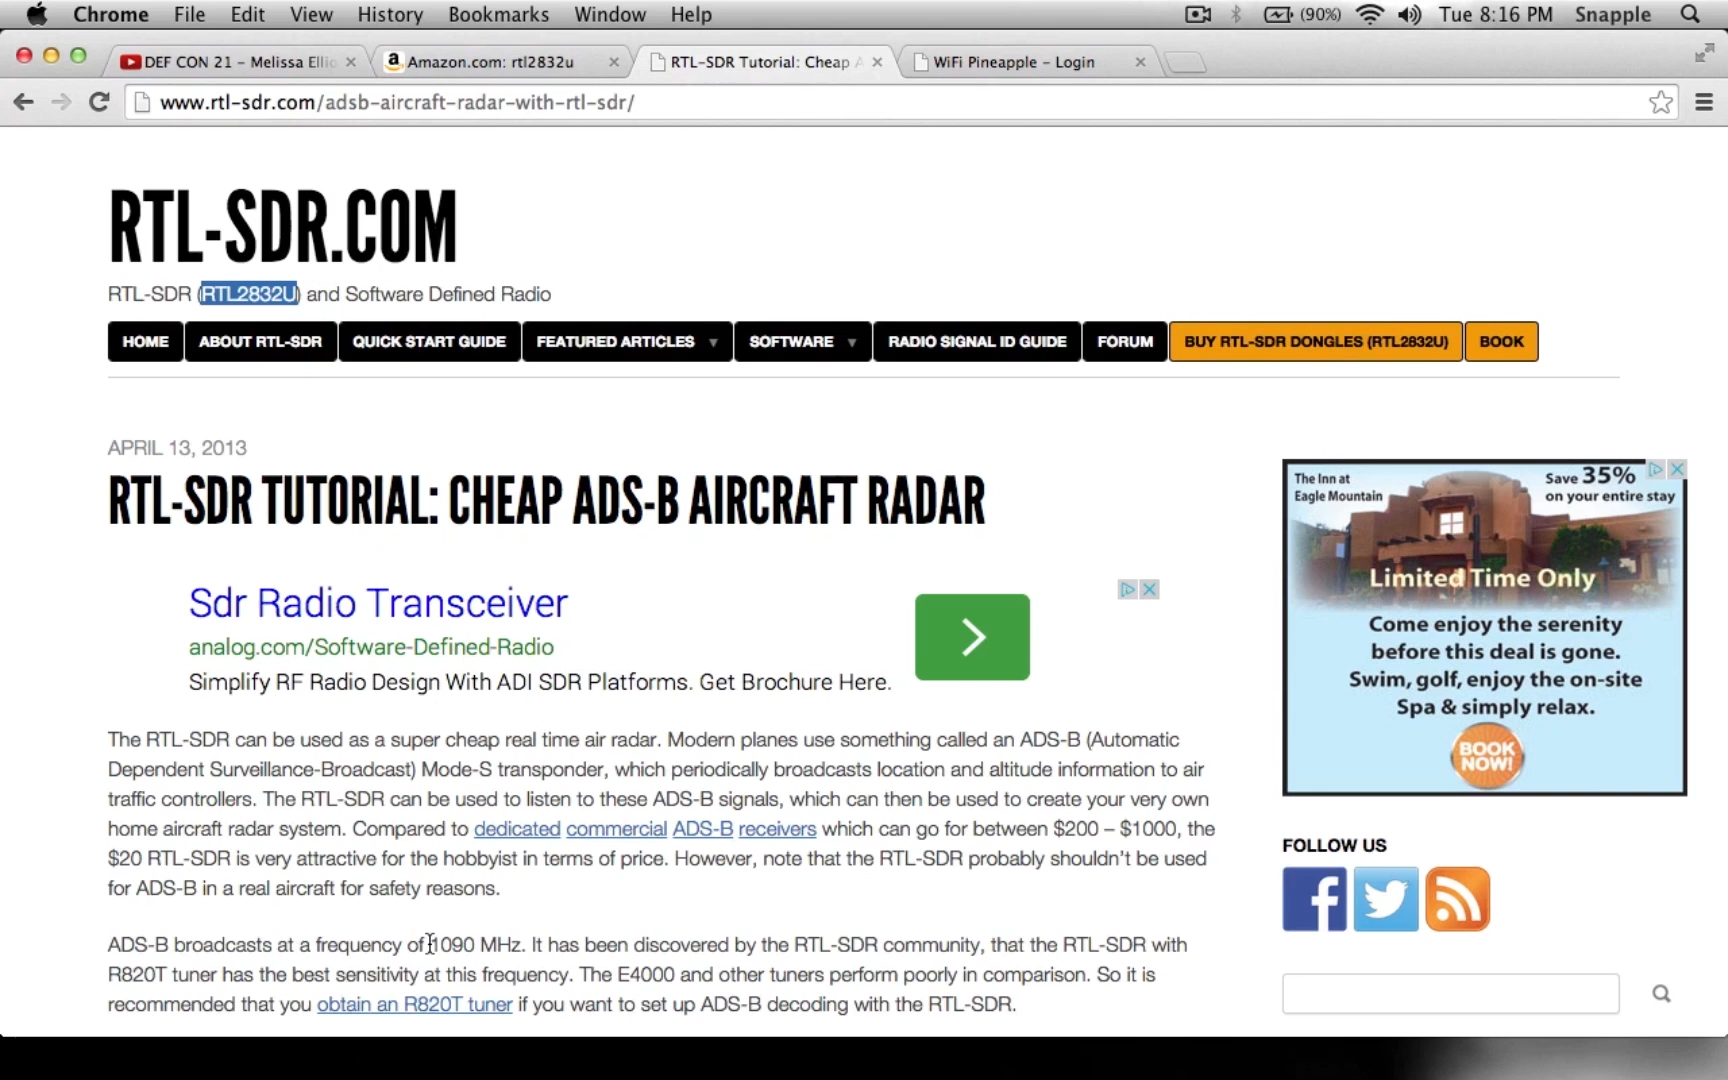 Chrome File Edit View History Bookmarks Window Help (90%) Tue 8:16 PM Snapple
DEF CON 21 – Melissa Ellio Amazon.com: rtl2832u RTL-SDR Tutorial: Cheap A WiFi Pineapple – Login
www.rtl-sdr.com/adsb-aircraft-radar-with-rtl-sdr/
RTL-SDR.COM
RTL-SDR (RTL2832U) and Software Defined Radio
HOME ABOUT RTL-SDR QUICK START GUIDE FEATURED ARTICLES SOFTWARE RADIO SIGNAL ID GUIDE FORUM BUY RTL-SDR DONGLES (RTL2832U) BOOK
APRIL 13, 2013
RTL-SDR TUTORIAL: CHEAP ADS-B AIRCRAFT RADAR
Sdr Radio Transceiver
analog.com/Software-Defined-Radio
Simplify RF Radio Design With ADI SDR Platforms. Get Brochure Here.
The RTL-SDR can be used as a super cheap real time air radar. Modern planes use something called an ADS-B (Automatic
Dependent Surveillance-Broadcast) Mode-S transponder, which periodically broadcasts location and altitude information to air
traffic controllers. The RTL-SDR can be used to listen to these ADS-B signals, which can then be used to create your very own
home aircraft radar system. Compared to dedicated commercial ADS-B receivers which can go for between $200 – $1000, the
$20 RTL-SDR is very attractive for the hobbyist in terms of price. However, note that the RTL-SDR probably shouldn't be used
for ADS-B in a real aircraft for safety reasons.
ADS-B broadcasts at a frequency of 1090 MHz. It has been discovered by the RTL-SDR community, that the RTL-SDR with
R820T tuner has the best sensitivity at this frequency. The E4000 and other tuners perform poorly in comparison. So it is
recommended that you obtain an R820T tuner if you want to set up ADS-B decoding with the RTL-SDR.
The Inn at
Eagle Mountain
Save 35%
on your entire stay
Limited Time Only
Come enjoy the serenity
before this deal is gone.
Swim, golf, enjoy the on-site
Spa & simply relax.
BOOK
NOW!
FOLLOW US